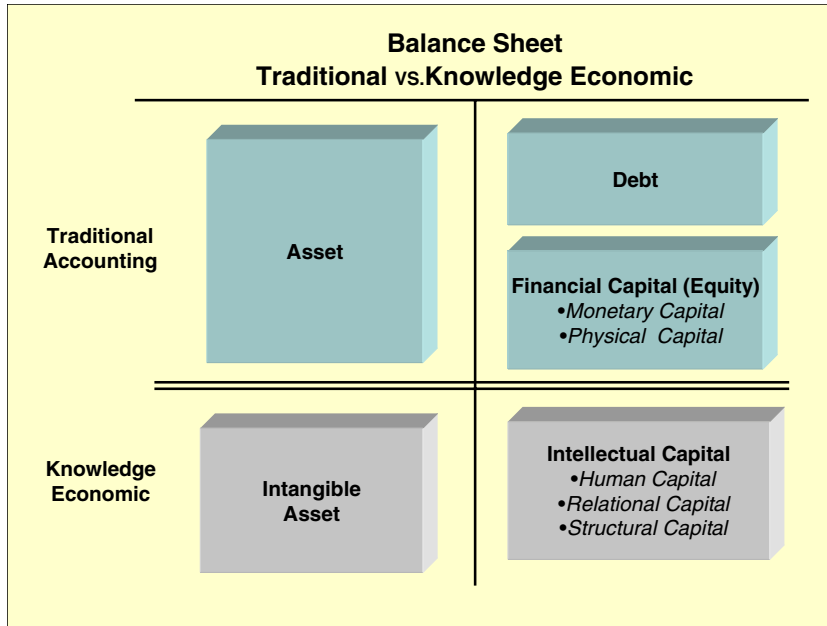 Balance Sheet
Traditional vs.Knowledge Economic
Traditional
Accounting
Asset
Debt
Financial Capital (Equity)
•Monetary Capital
•Physical Capital
Knowledge
Economic
Intangible
Asset
Intellectual Capital
•Human Capital
•Relational Capital
•Structural Capital